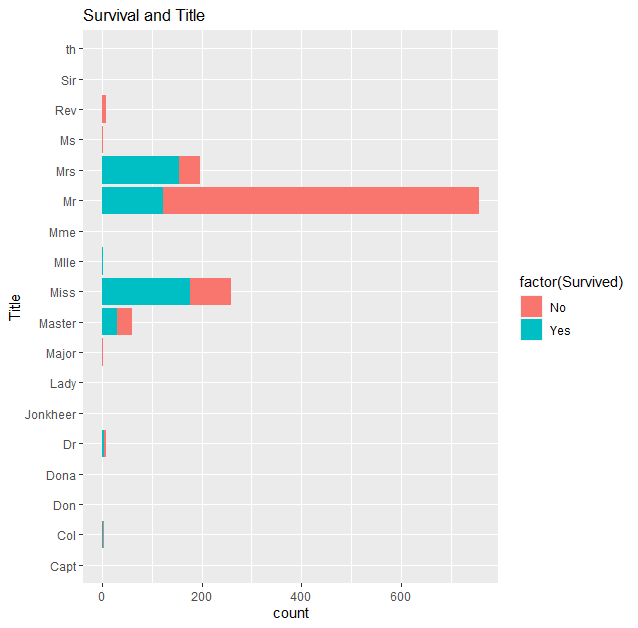 Survival and Title
th
Sir
Rev
Ms
Mrs
Mr
Mme
Mlle
Miss
Master
Major
Lady
Jonkheer
Dr
Dona
Don
Col
Capt
Title
0 200 400 600
count
factor(Survived)
No
Yes